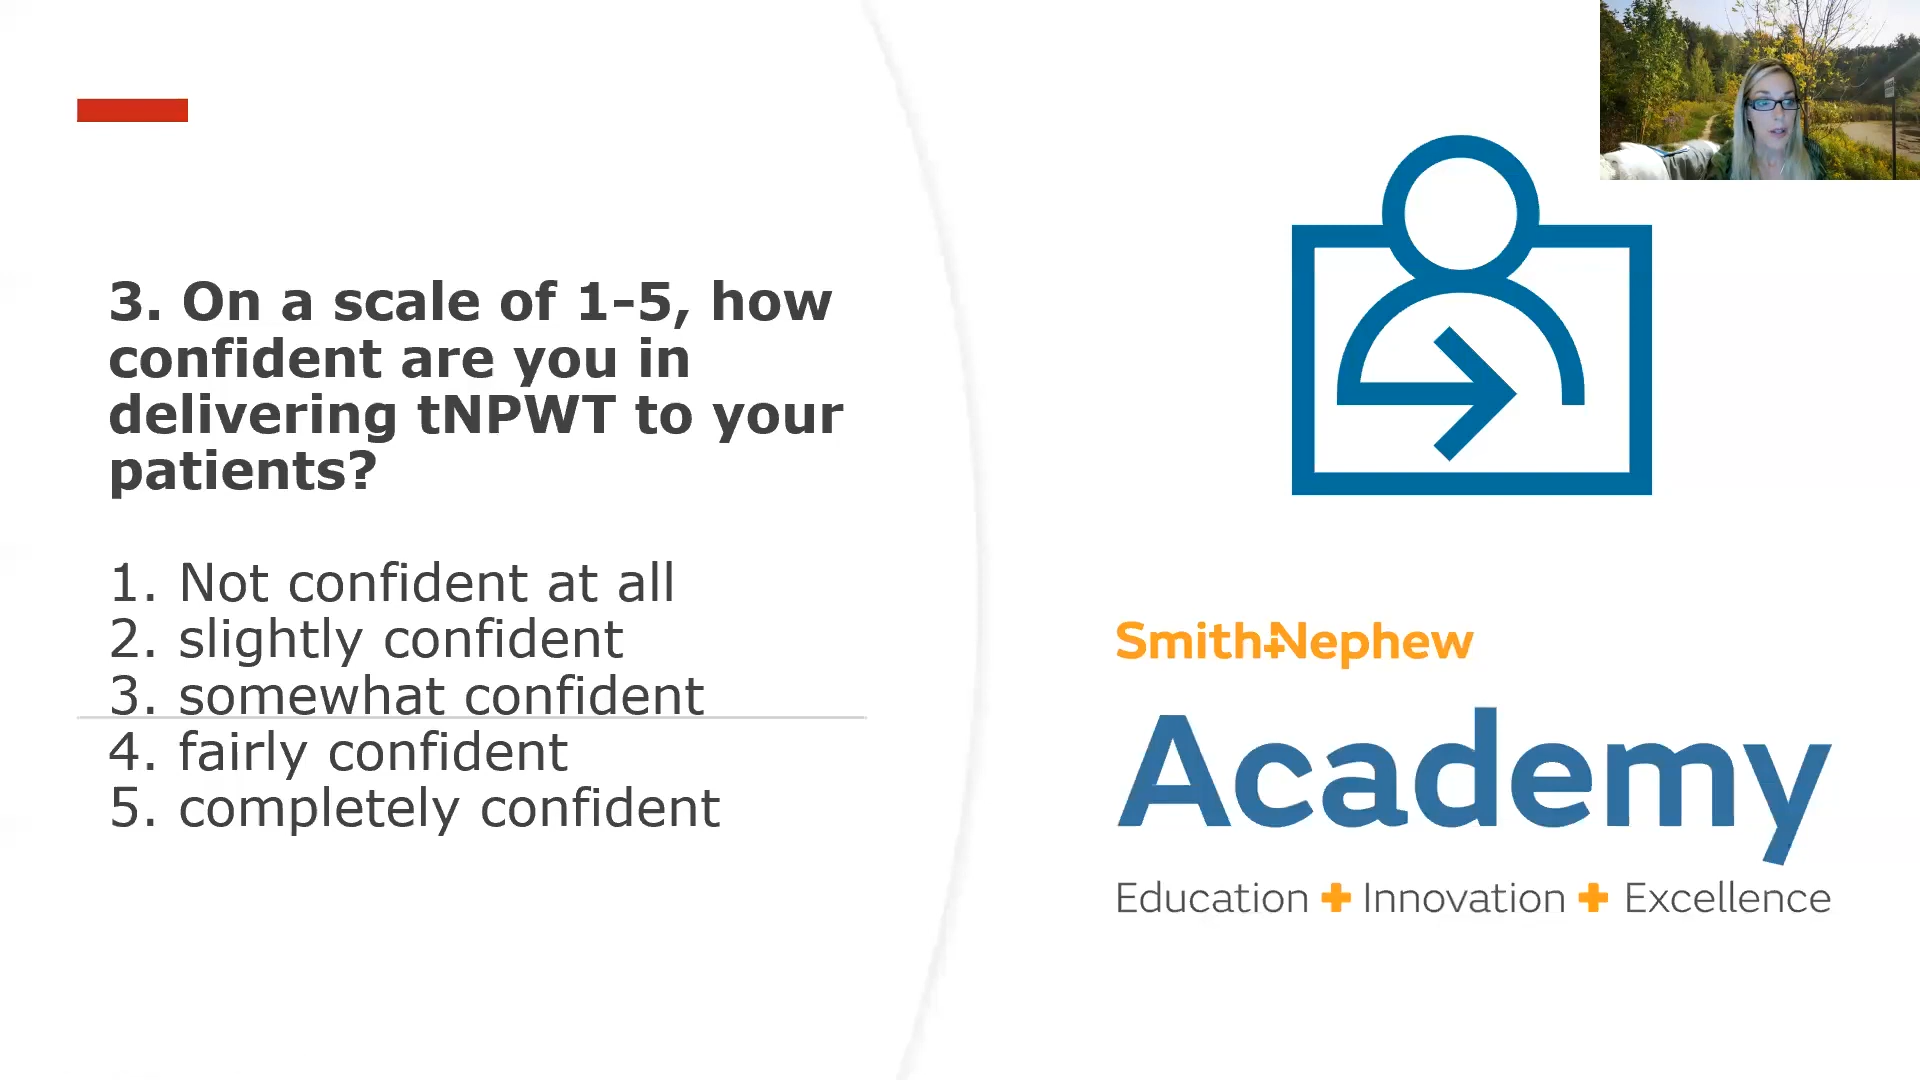 3. On a scale of 1-5, how
confident are you in
delivering tNPWT to your
patients?
1. Not confident at all
2. slightly confident
3. somewhat confident
4. fairly confident
5. completely confident
Smith+Nephew
Academy
Education + Innovation + Excellence